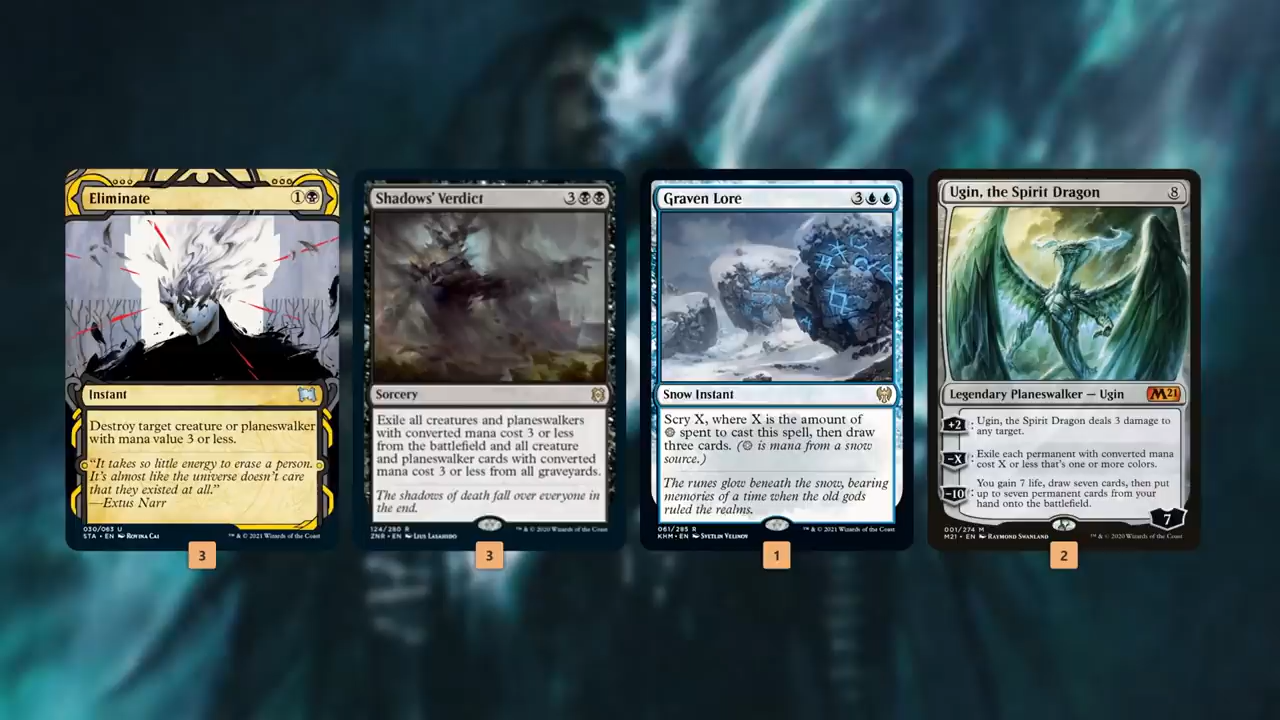 Eliminate
1
Instant
Destroy target creature or planeswalker
with mana value 3 or less.
“It takes so little energy to erase a person.
It’s almost like the universe doesn’t care
that they existed at all.”
—Extus Narr
030/063 U
STA • EN Rovina Cai
™ & © 2021 Wizards of the Coast
3
Shadows’ Verdict
3
Sorcery
Exile all creatures and planeswalkers
with converted mana cost 3 or less
from the battlefield and all creature
and planeswalker cards with converted
mana cost 3 or less from all graveyards.
The shadows of death fall over everyone in
the end.
124/280 R
ZNR • EN Lius Lasahido
™ & © 2020 Wizards of the Coast
3
Graven Lore
3
Snow Instant
Scry X, where X is the amount of
spent to cast this spell, then draw
three cards. ( is mana from a snow
source.)
The runes glow beneath the snow, bearing
memories of a time when the old gods
ruled the realms.
061/285 R
KHM • EN Svetlin Velinov
™ & © 2021 Wizards of the Coast
1
Ugin, the Spirit Dragon
8
Legendary Planeswalker — Ugin
M21
+2 : Ugin, the Spirit Dragon deals 3 damage to
any target.
-X : Exile each permanent with converted mana
cost X or less that’s one or more colors.
-10 : You gain 7 life, draw seven cards, then put
up to seven permanent cards from your
hand onto the battlefield.
7
001/274 M
M21 • EN Raymond Swanland
™ & © 2020 Wizards of the Coast
2